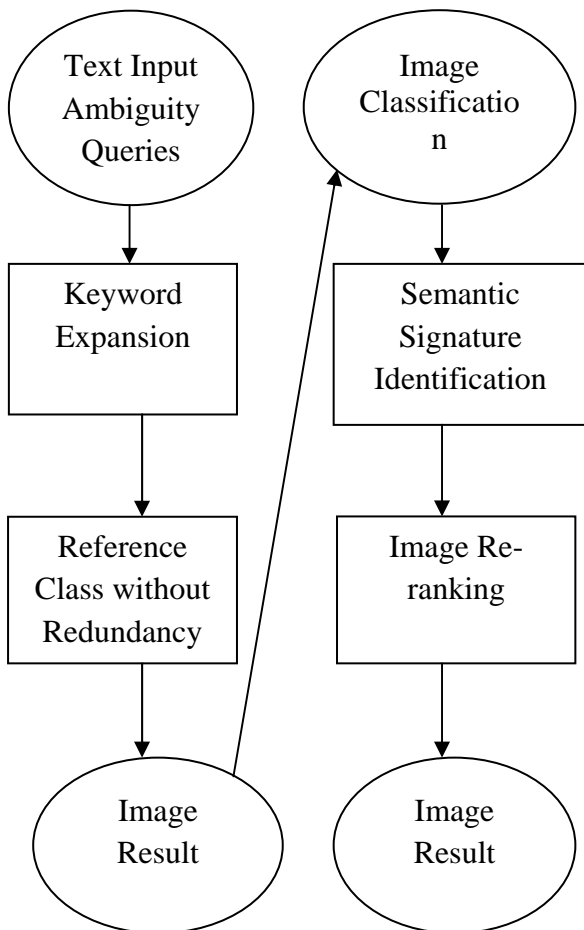 Text Input
Ambiguity
Queries
Keyword
Expansion
Reference
Class without
Redundancy
Image
Result
Image
Classificatio
n
Semantic
Signature
Identification
Image Re-
ranking
Image
Result